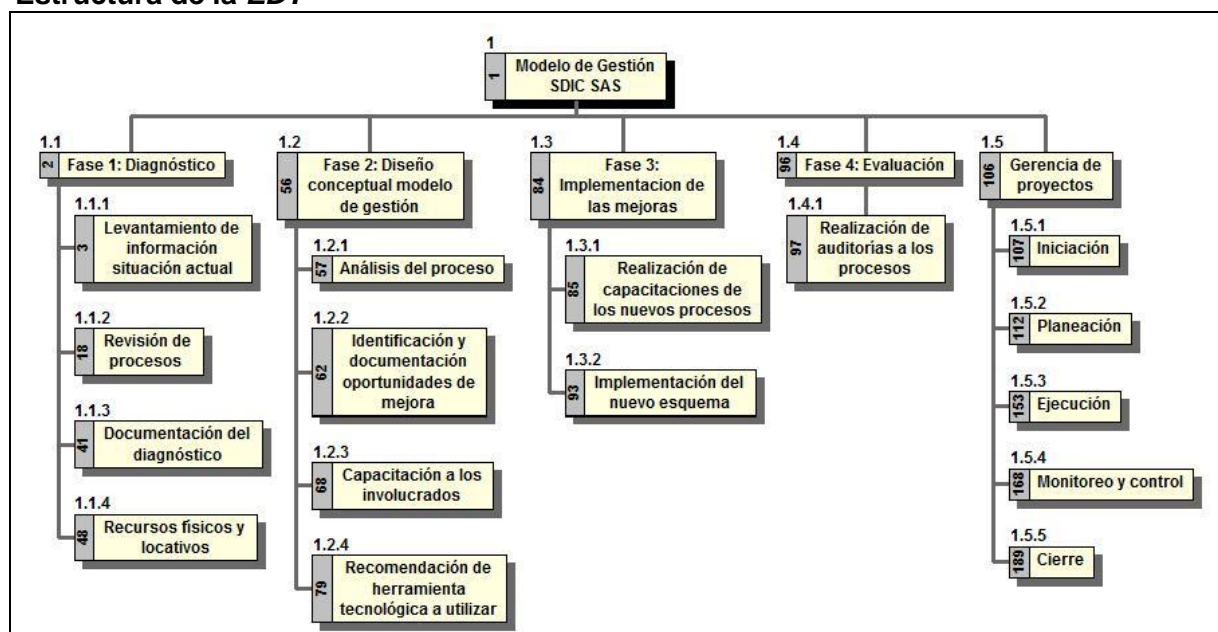 Estructura de la EDT
1
1
Modelo de Gestión
SDIC SAS
1.1
2
Fase 1: Diagnóstico
1.1.1
3
Levantamiento de
información
situación actual
1.1.2
18
Revisión de
procesos
1.1.3
41
Documentación del
diagnóstico
1.1.4
48
Recursos físicos y
locativos
1.2
56
Fase 2: Diseño
conceptual modelo
de gestión
1.2.1
57
Análisis del proceso
1.2.2
62
Identificación y
documentación
oportunidades de
mejora
1.2.3
68
Capacitación a los
involucrados
1.2.4
79
Recomendación de
herramienta
tecnológica a utilizar
1.3
84
Fase 3:
Implementacion de
las mejoras
1.3.1
85
Realización de
capacitaciones de
los nuevos procesos
1.3.2
93
Implementación del
nuevo esquema
1.4
96
Fase 4: Evaluación
1.4.1
97
Realización de
auditorías a los
procesos
1.5
106
Gerencia de
proyectos
1.5.1
107
Iniciación
1.5.2
112
Planeación
1.5.3
153
Ejecución
1.5.4
168
Monitoreo y control
1.5.5
189
Cierre